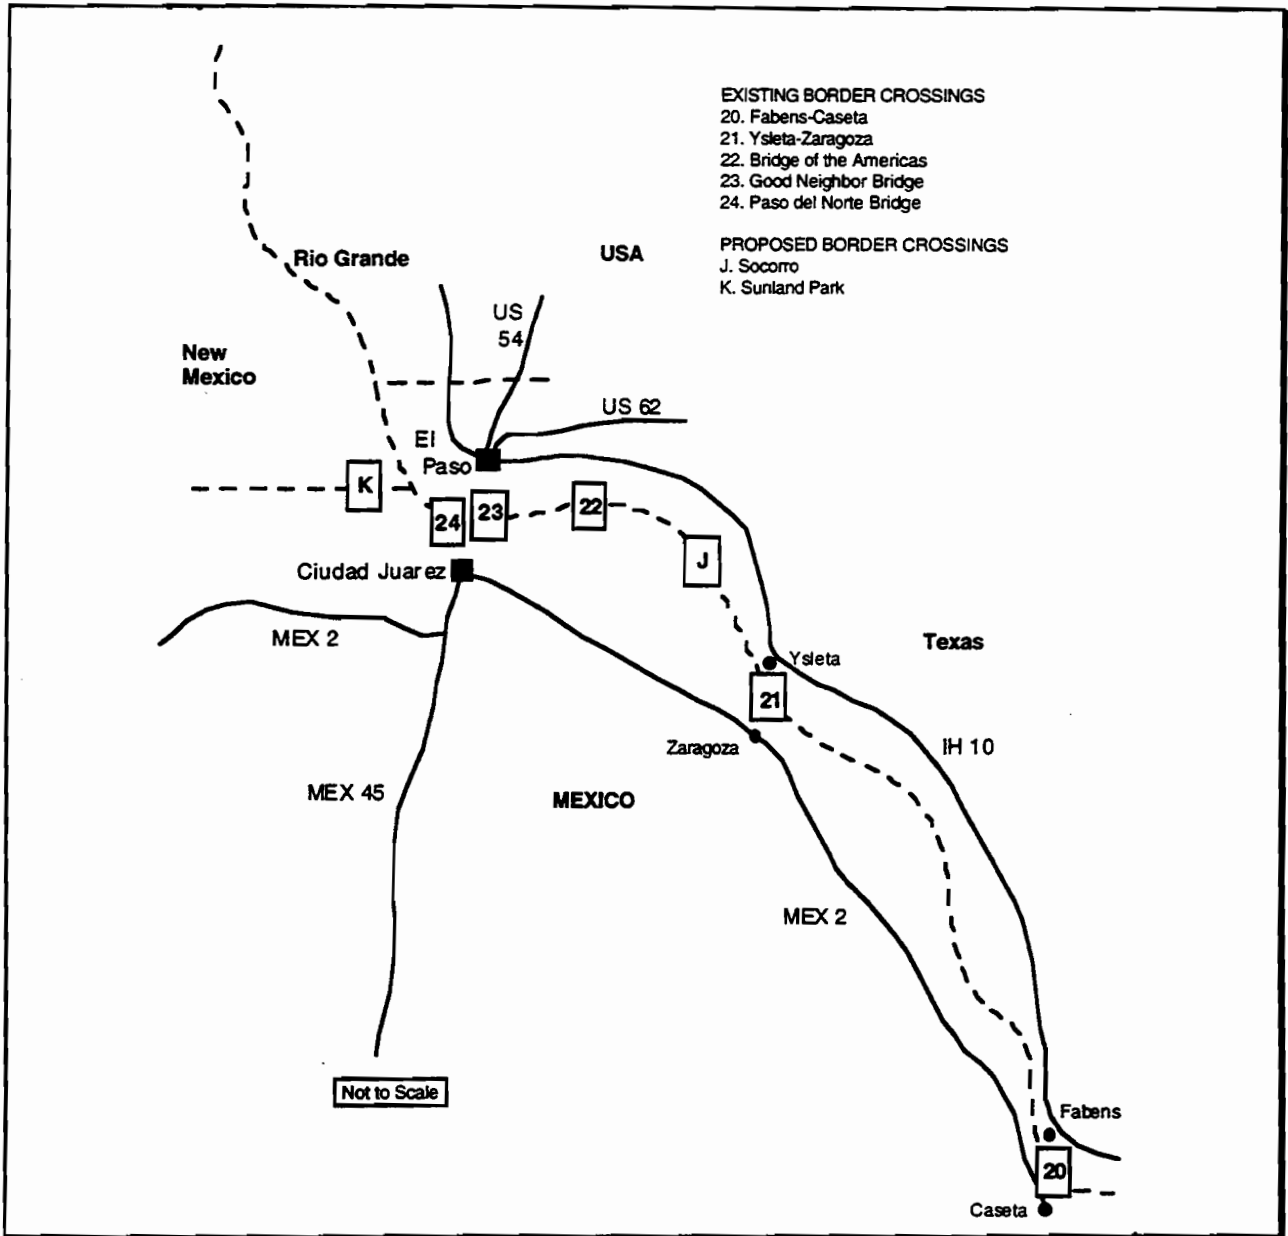 EXISTING BORDER CROSSINGS
20. Fabens-Caseta
21. Ysleta-Zaragoza
22. Bridge of the Americas
23. Good Neighbor Bridge
24. Paso del Norte Bridge
PROPOSED BORDER CROSSINGS
J. Socorro
K. Sunland Park
Rio Grande
USA
US
54
New
Mexico
US 62
El
Paso
K
24
23
22
J
Ciudad Juarez
MEX 2
Texas
Ysleta
21
Zaragoza
IH 10
MEX 45
MEXICO
MEX 2
Not to Scale
Fabens
20
Caseta